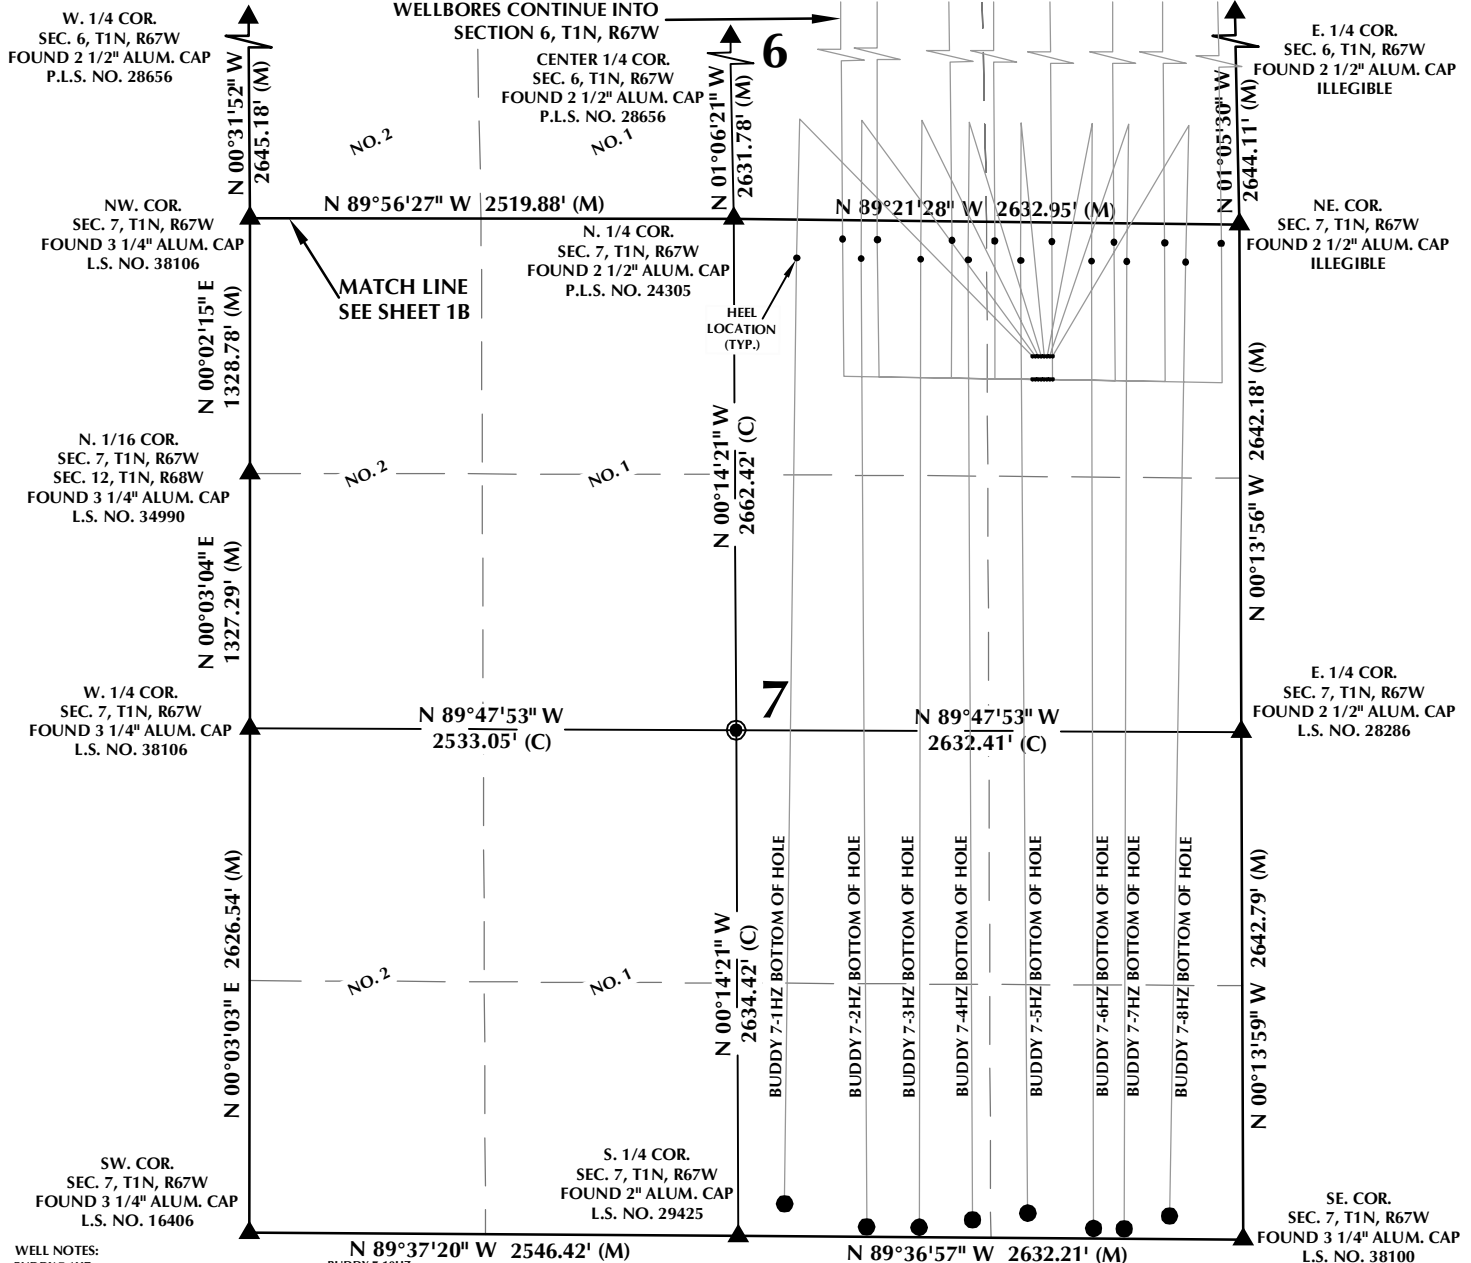 W. 1/4 COR.
SEC. 6, T1N, R67W
FOUND 2 1/2" ALUM. CAP
P.L.S. NO. 28656
N 00°31'52" W
2645.18' (M)
WELLBORES CONTINUE INTO
SECTION 6, T1N, R67W
CENTER 1/4 COR.
SEC. 6, T1N, R67W
FOUND 2 1/2" ALUM. CAP
P.L.S. NO. 28656
6
N 01°06'21" W
2631.78' (M)
E. 1/4 COR.
SEC. 6, T1N, R67W
FOUND 2 1/2" ALUM. CAP
ILLEGIBLE
N 01°05'30" W
2644.11' (M)
NO. 2
NO. 1
NW. COR.
SEC. 7, T1N, R67W
FOUND 3 1/4" ALUM. CAP
L.S. NO. 38106
N 89°56'27" W 2519.88' (M)
N 89°21'28" W 2632.95' (M)
NE. COR.
SEC. 7, T1N, R67W
FOUND 2 1/2" ALUM. CAP
ILLEGIBLE
N. 1/4 COR.
SEC. 7, T1N, R67W
FOUND 2 1/2" ALUM. CAP
P.L.S. NO. 24305
MATCH LINE
SEE SHEET 1B
HEEL
LOCATION
(TYP.)
N 00°02'15" E
1328.78' (M)
N. 1/16 COR.
SEC. 7, T1N, R67W
SEC. 12, T1N, R68W
FOUND 3 1/4" ALUM. CAP
L.S. NO. 34990
NO. 2
NO. 1
N 00°14'21" W
2662.42' (C)
N 00°13'56" W 2642.18' (M)
N 00°03'04" E
1327.29' (M)
W. 1/4 COR.
SEC. 7, T1N, R67W
FOUND 3 1/4" ALUM. CAP
L.S. NO. 38106
N 89°47'53" W
2533.05' (C)
7
N 89°47'53" W
2632.41' (C)
E. 1/4 COR.
SEC. 7, T1N, R67W
FOUND 2 1/2" ALUM. CAP
L.S. NO. 28286
N 00°03'03" E 2626.54' (M)
NO. 2
NO. 1
N 00°14'21" W
2634.42' (C)
BUDDY 7-1HZ BOTTOM OF HOLE
BUDDY 7-2HZ BOTTOM OF HOLE
BUDDY 7-3HZ BOTTOM OF HOLE
BUDDY 7-4HZ BOTTOM OF HOLE
BUDDY 7-5HZ BOTTOM OF HOLE
BUDDY 7-6HZ BOTTOM OF HOLE
BUDDY 7-7HZ BOTTOM OF HOLE
BUDDY 7-8HZ BOTTOM OF HOLE
N 00°13'59" W 2642.79' (M)
SW. COR.
SEC. 7, T1N, R67W
FOUND 3 1/4" ALUM. CAP
L.S. NO. 16406
S. 1/4 COR.
SEC. 7, T1N, R67W
FOUND 2" ALUM. CAP
L.S. NO. 29425
SE. COR.
SEC. 7, T1N, R67W
FOUND 3 1/4" ALUM. CAP
L.S. NO. 38100
N 89°37'20" W 2546.42' (M)
N 89°36'57" W 2632.21' (M)
WELL NOTES: